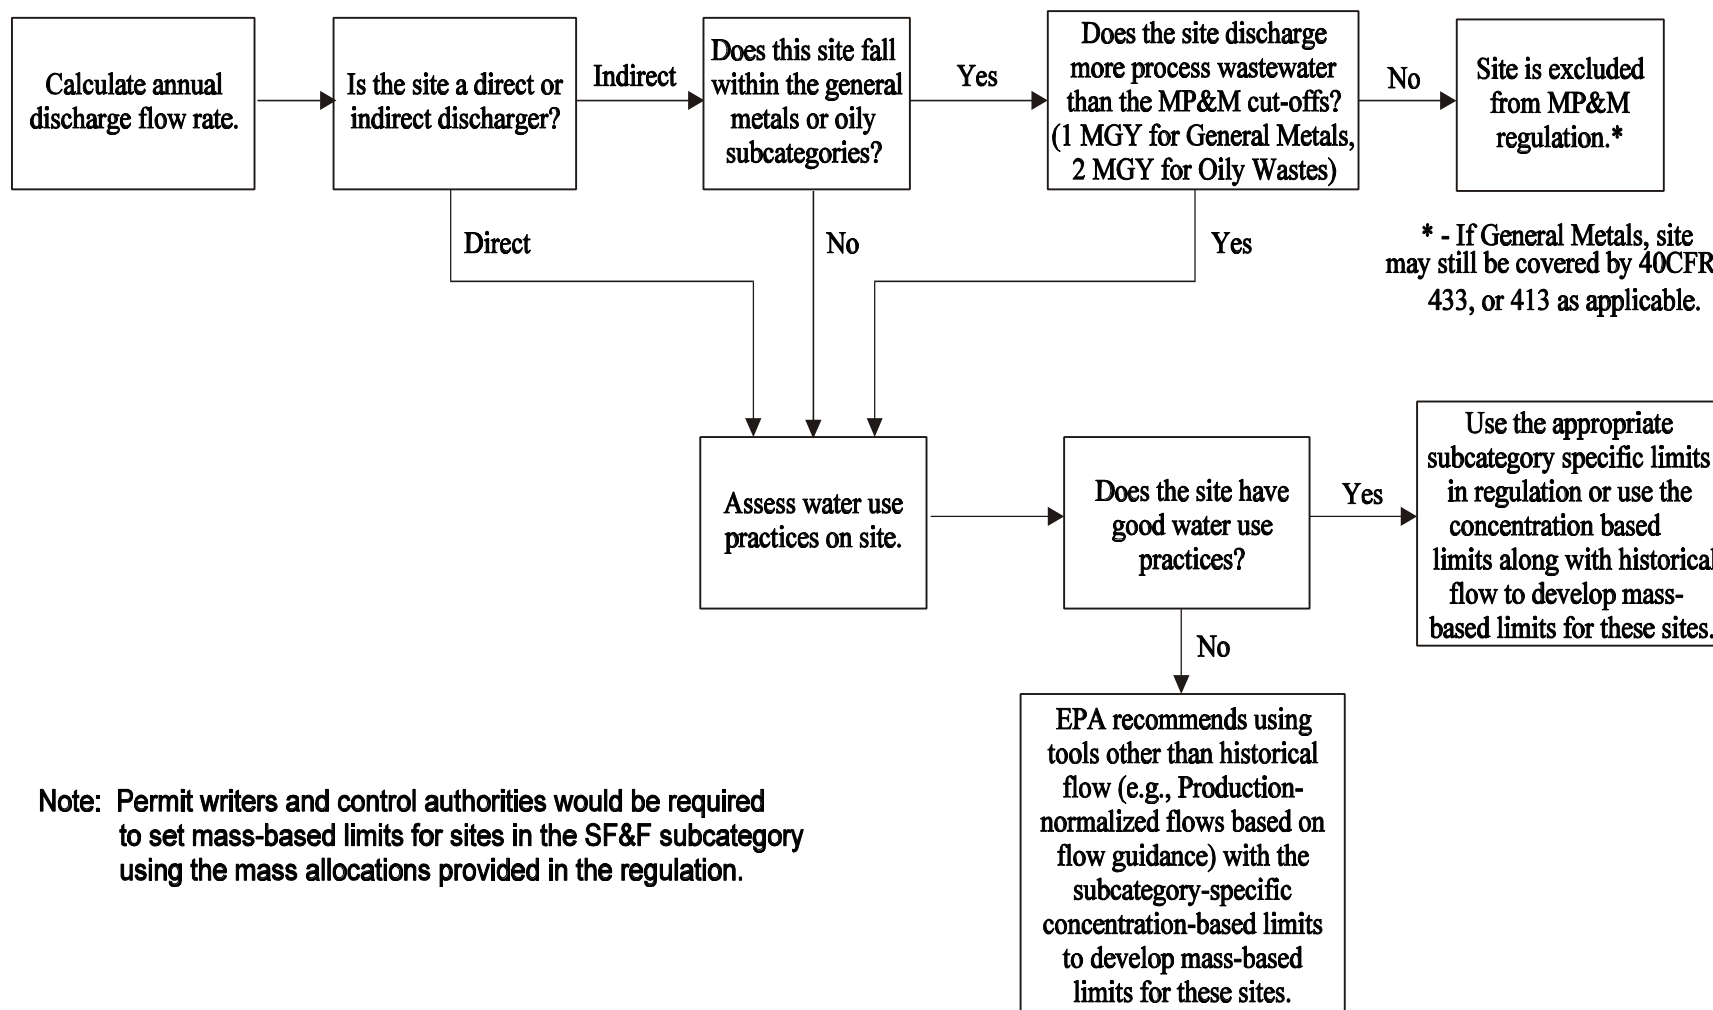 Calculate annual
discharge flow rate.
Is the site a direct or
indirect discharger?
Indirect
Does this site fall
within the general
metals or oily
subcategories?
Yes
Does the site discharge
more process wastewater
than the MP&M cut-offs?
(1 MGY for General Metals,
2 MGY for Oily Wastes)
No
Site is excluded
from MP&M
regulation.*
Direct
No
Yes
* - If General Metals, site
may still be covered by 40CFR
433, or 413 as applicable.
Assess water use
practices on site.
Does the site have
good water use
practices?
Yes
Use the appropriate
subcategory specific limits
in regulation or use the
concentration based
limits along with historical
flow to develop mass-
based limits for these sites.
No
EPA recommends using
tools other than historical
flow (e.g., Production-
normalized flows based on
flow guidance) with the
subcategory-specific
concentration-based limits
to develop mass-based
limits for these sites.
Note: Permit writers and control authorities would be required
to set mass-based limits for sites in the SF&F subcategory
using the mass allocations provided in the regulation.